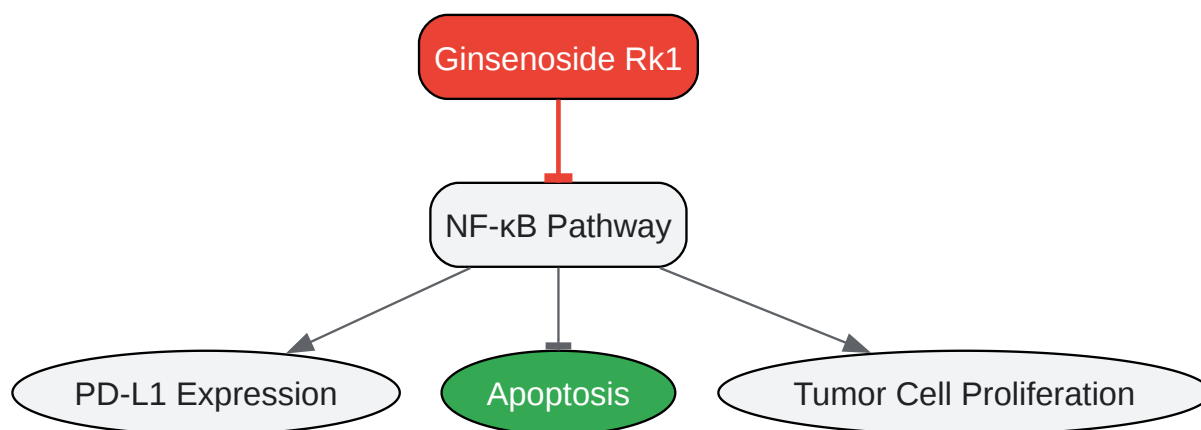 Ginsenoside Rk1
NF-κB Pathway
PD-L1 Expression
Apoptosis
Tumor Cell Proliferation